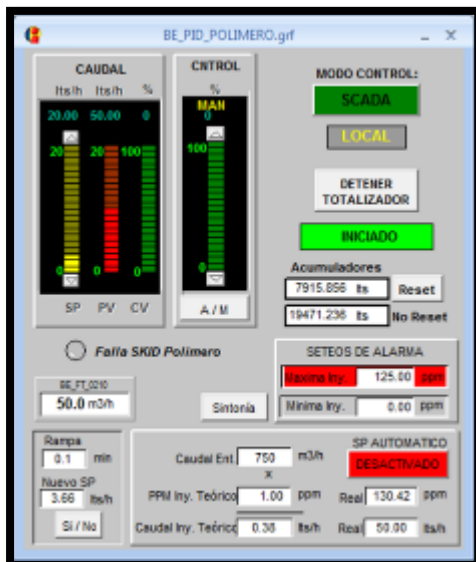 BE_PID_POLIMERO.grf
CAUDAL
lts/h lts/h %
20.00 50.00 0
20 20 100
0 0 0
SP PV CV
CNTROL
%
MAN
0
100
0
A / M
MODO CONTROL:
SCADA
LOCAL
DETENER
TOTALIZADOR
INICIADO
Acumuladores
7915.856 lts Reset
19471.236 lts No Reset
Falla SKID Polimero
BE_FT_0210
50.0 m3/h
Sintonía
SETEOS DE ALARMA
Maxima Iny. 125.00 ppm
Minima Iny. 0.00 ppm
Rampa
0.1 min
Nuevo SP
3.66 lts/h
Si / No
Caudal Ent. 750 m3/h
x
PPM Iny. Teórico 1.00 ppm
Caudal Iny. Teórico 0.38 lts/h
SP AUTOMATICO
DESACTIVADO
Real 130.42 ppm
Real 50.00 lts/h